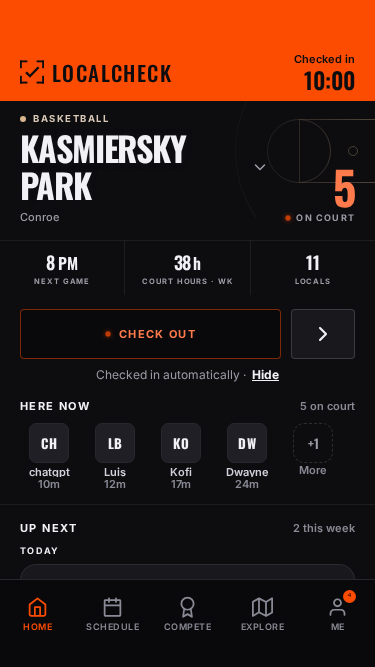 LOCALCHECK
Checked in
10:00
BASKETBALL
KASMIERSKY
PARK
Conroe
5
ON COURT
8 PM
NEXT GAME
38 h
COURT HOURS · WK
11
LOCALS
CHECK OUT
Checked in automatically · Hide
HERE NOW
5 on court
CH
LB
KO
DW
+1
chatgpt
Luis
Kofi
Dwayne
More
10m
12m
17m
24m
UP NEXT
2 this week
TODAY
HOME
SCHEDULE
COMPETE
EXPLORE
ME